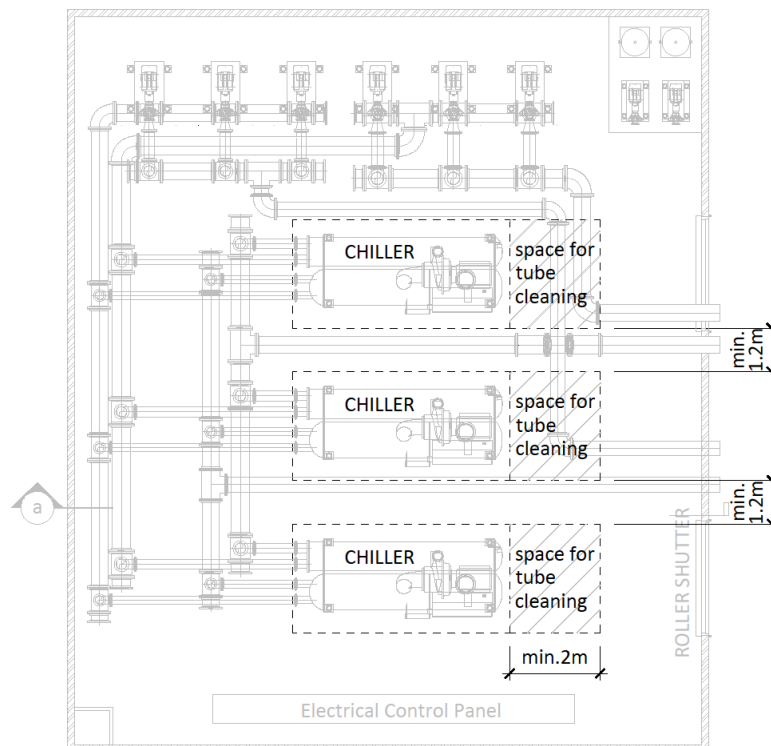 CHILLER
space for
tube
cleaning
min.
1.2m
CHILLER
space for
tube
cleaning
min.
1.2m
a
CHILLER
space for
tube
cleaning
ROLLER SHUTTER
min.2m
Electrical Control Panel